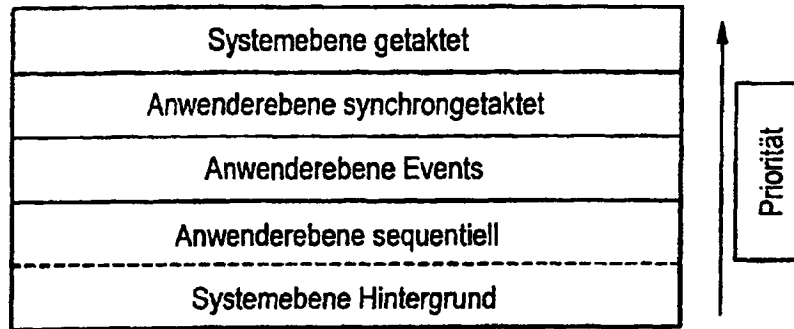 Systemebene getaktet
Anwenderebene synchrongetaktet
Anwenderebene Events
Anwenderebene sequentiell
Systemebene Hintergrund
Priorität